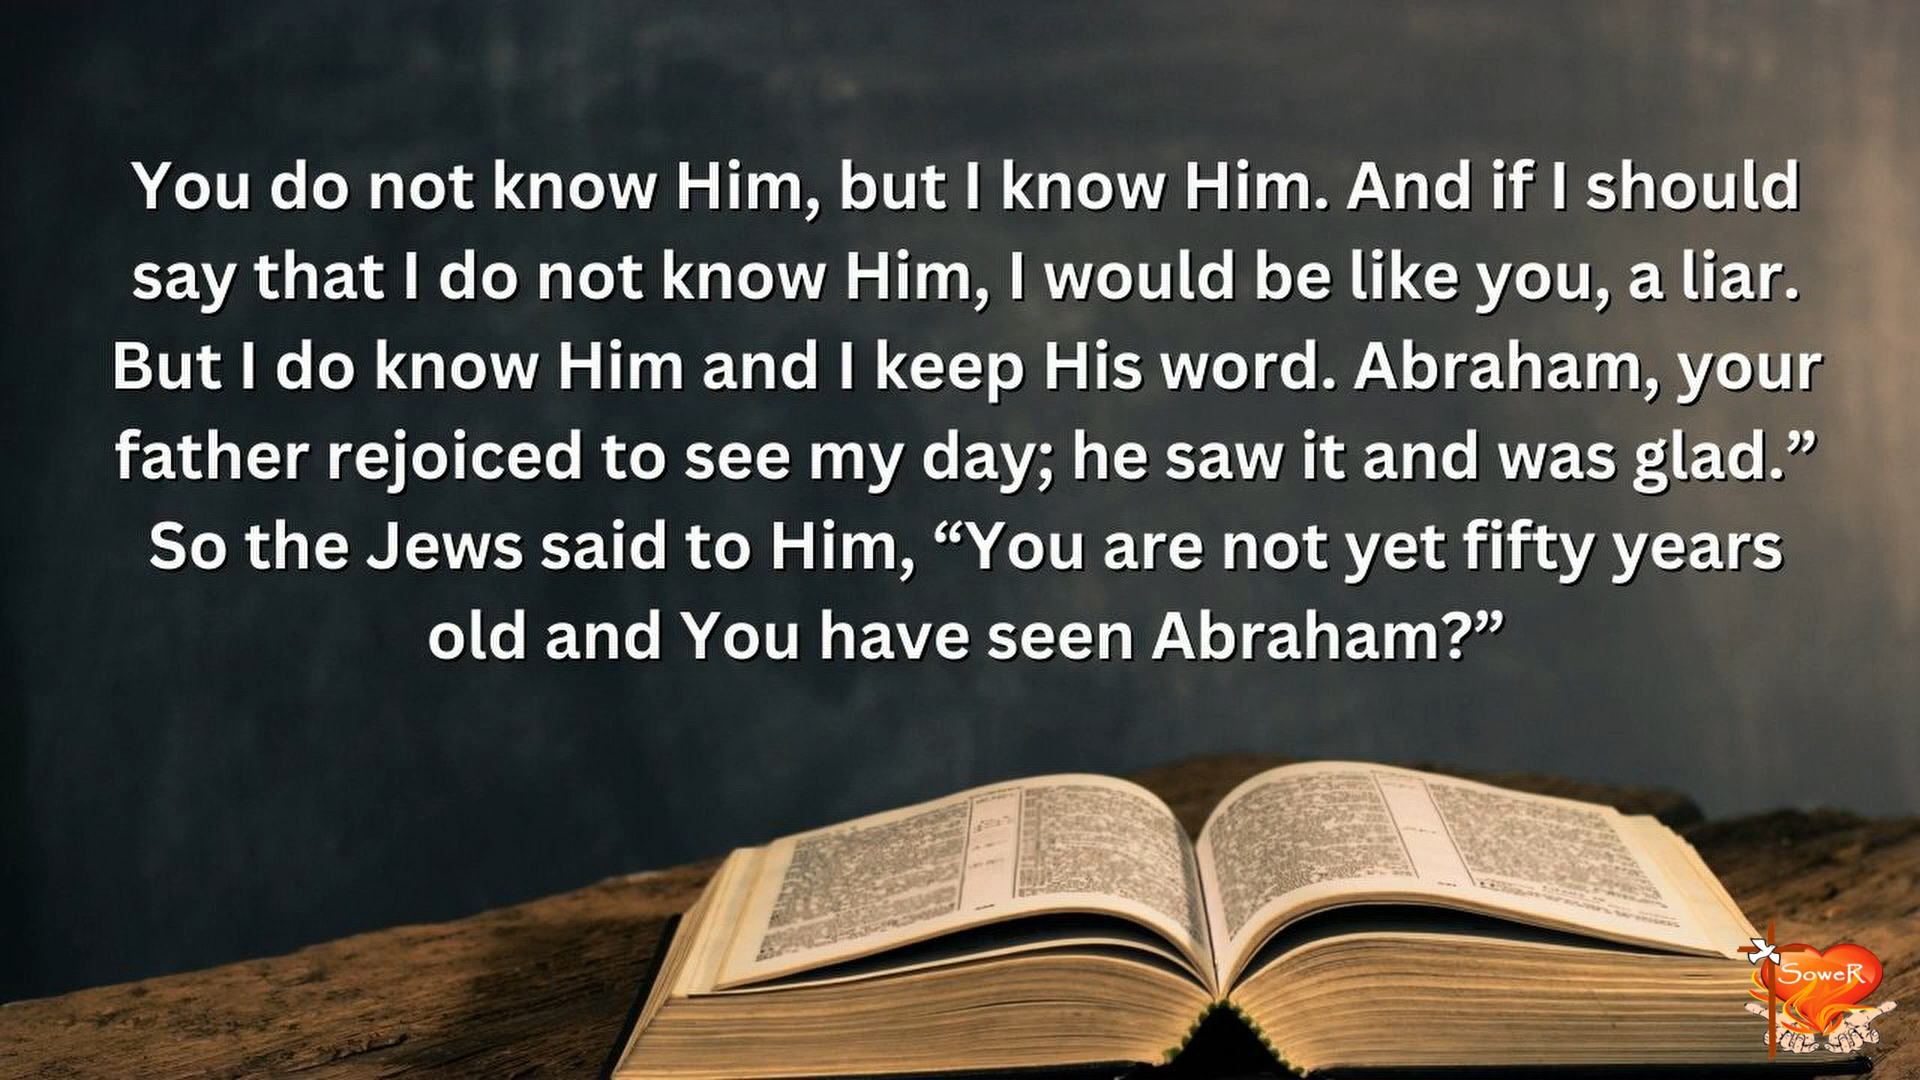 You do not know Him, but I know Him. And if I should
say that I do not know Him, I would be like you, a liar.
But I do know Him and I keep His word. Abraham, your
father rejoiced to see my day; he saw it and was glad.”
So the Jews said to Him, “You are not yet fifty years
old and You have seen Abraham?”
SoweR